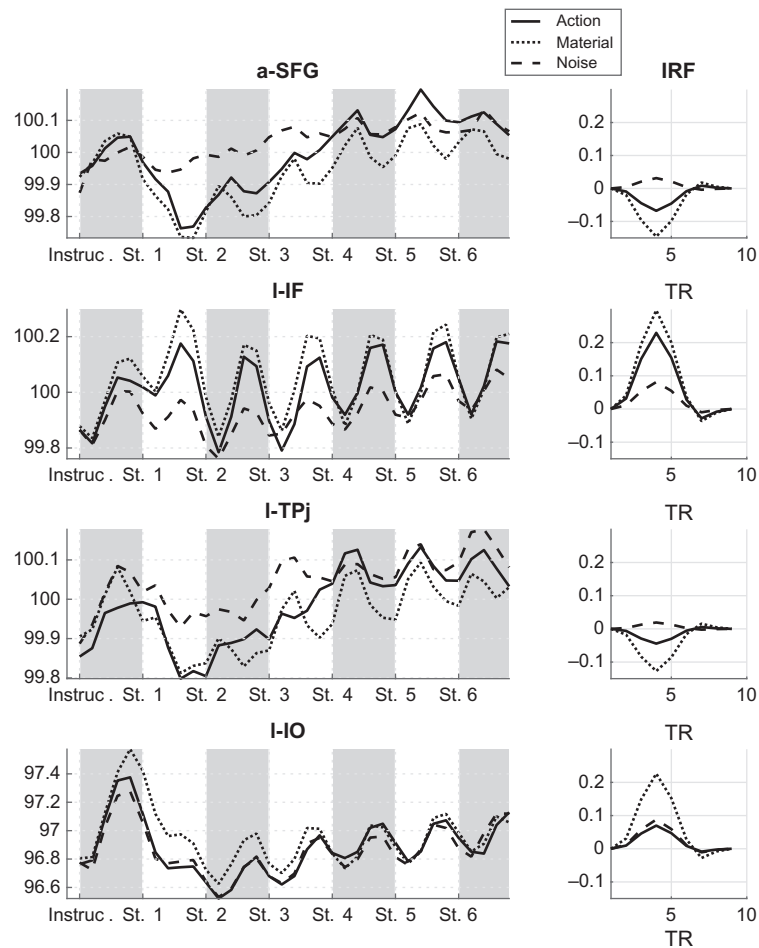 Action
Material
Noise
a-SFG
IRF
100.1
100
99.9
99.8
Instruc . St. 1 St. 2 St. 3 St. 4 St. 5 St. 6
0.2
0.1
0
–0.1
5 10
TR
l-IF
100.2
100
99.8
Instruc . St. 1 St. 2 St. 3 St. 4 St. 5 St. 6
0.2
0.1
0
–0.1
5 10
TR
l-TPj
100.1
100
99.9
99.8
Instruc . St. 1 St. 2 St. 3 St. 4 St. 5 St. 6
0.2
0.1
0
–0.1
5 10
TR
l-IO
97.4
97.2
97
96.8
96.6
Instruc . St. 1 St. 2 St. 3 St. 4 St. 5 St. 6
0.2
0.1
0
–0.1
5 10
TR